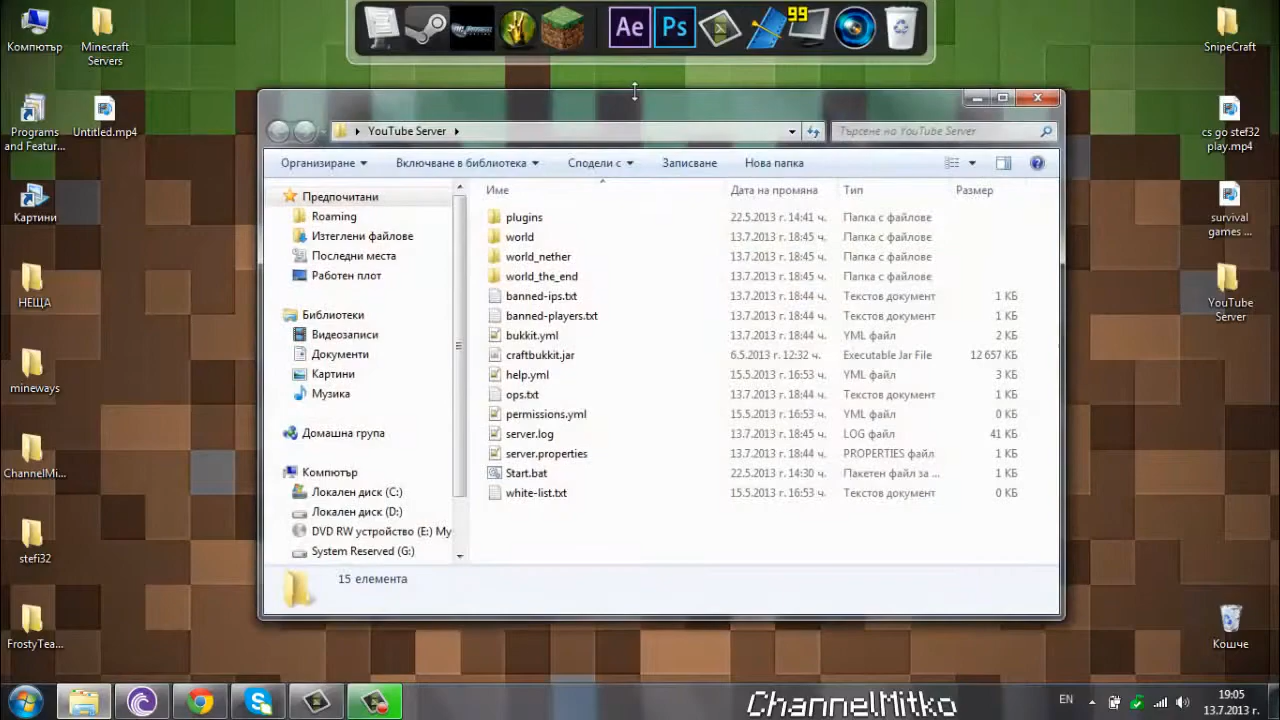 Компютър
Minecraft Servers
Programs and Featur...
Untitled.mp4
Картини
НЕЩА
mineways
ChannelMi...
stefi32
FrostyTea...
Ae
Ps
99
SnipeCraft
cs go stef32 play.mp4
survival games ...
YouTube Server
Кошче
YouTube Server
Търсене на YouTube Server
Организиране
Включване в библиотека
Сподели с
Записване
Нова папка
Предпочитани
Roaming
Изтеглени файлове
Последни места
Работен плот
Библиотеки
Видеозаписи
Документи
Картини
Музика
Домашна група
Компютър
Локален диск (C:)
Локален диск (D:)
DVD RW устройство (E:) My
System Reserved (G:)
Име Дата на промяна Тип Размер
plugins 22.5.2013 г. 14:41 ч. Папка с файлове
world 13.7.2013 г. 18:45 ч. Папка с файлове
world_nether 13.7.2013 г. 18:45 ч. Папка с файлове
world_the_end 13.7.2013 г. 18:45 ч. Папка с файлове
banned-ips.txt 13.7.2013 г. 18:44 ч. Текстов документ 1 КБ
banned-players.txt 13.7.2013 г. 18:44 ч. Текстов документ 1 КБ
bukkit.yml 13.7.2013 г. 18:44 ч. YML файл 2 КБ
craftbukkit.jar 6.5.2013 г. 12:32 ч. Executable Jar File 12 657 КБ
help.yml 15.5.2013 г. 16:53 ч. YML файл 3 КБ
ops.txt 13.7.2013 г. 18:44 ч. Текстов документ 1 КБ
permissions.yml 15.5.2013 г. 16:53 ч. YML файл 0 КБ
server.log 13.7.2013 г. 18:45 ч. LOG файл 41 КБ
server.properties 13.7.2013 г. 18:44 ч. PROPERTIES файл 1 КБ
Start.bat 22.5.2013 г. 14:30 ч. Пакетен файл за ... 1 КБ
white-list.txt 15.5.2013 г. 16:53 ч. Текстов документ 0 КБ
15 елемента
ChannelMitko
EN
19:05
13.7.2013 г.